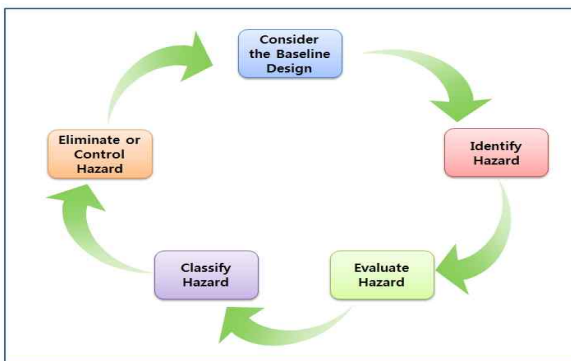 Consider
the Baseline
Design
Identify
Hazard
Evaluate
Hazard
Classify
Hazard
Eliminate or
Control
Hazard